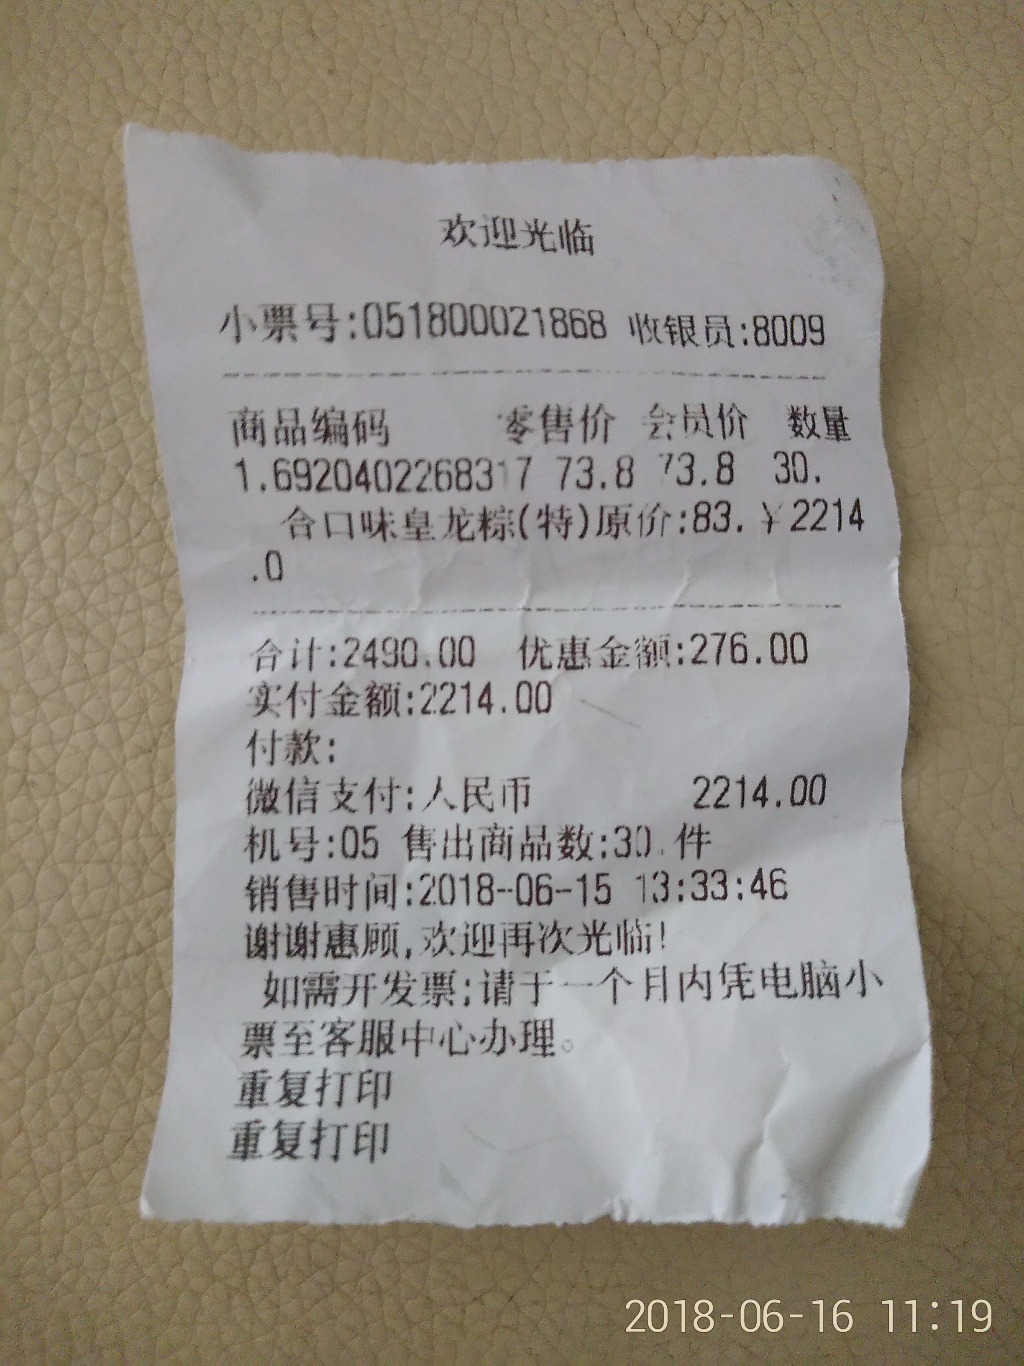 欢迎光临
小票号:051800021868 收银员:8009
商品编码 零售价 会员价 数量
1.6920402268317 73.8 73.8 30.
合口味皇龙粽(特)原价:83. ￥2214
.0
合计:2490.00 优惠金额:276.00
实付金额:2214.00
付款:
微信支付:人民币 2214.00
机号:05 售出商品数:30. 件
销售时间:2018-06-15 13:33:46
谢谢惠顾,欢迎再次光临!
如需开发票;请于一个月内凭电脑小
票至客服中心办理。
重复打印
重复打印
2018-06-16 11:19